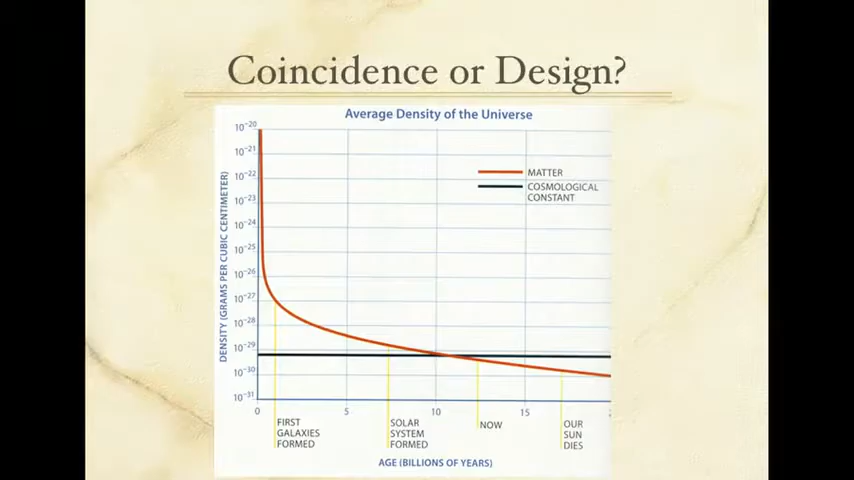 Coincidence or Design?
Average Density of the Universe
DENSITY (GRAMS PER CUBIC CENTIMETER)
10⁻²⁰
10⁻²¹
10⁻²²
10⁻²³
10⁻²⁴
10⁻²⁵
10⁻²⁶
10⁻²⁷
10⁻²⁸
10⁻²⁹
10⁻³⁰
10⁻³¹
MATTER
COSMOLOGICAL
CONSTANT
0
5
10
15
FIRST
GALAXIES
FORMED
SOLAR
SYSTEM
FORMED
NOW
OUR
SUN
DIES
AGE (BILLIONS OF YEARS)